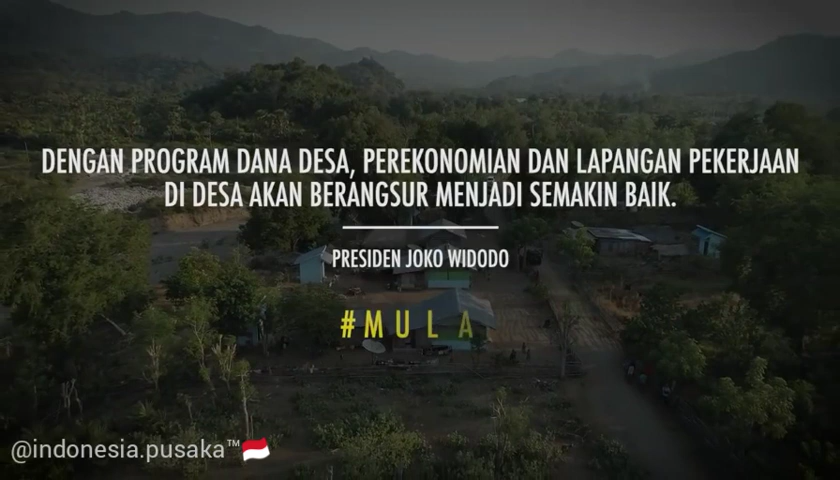 DENGAN PROGRAM DANA DESA, PEREKONOMIAN DAN LAPANGAN PEKERJAAN
DI DESA AKAN BERANGSUR MENJADI SEMAKIN BAIK.
PRESIDEN JOKO WIDODO
#MULA
@indonesia.pusaka™🇮🇩